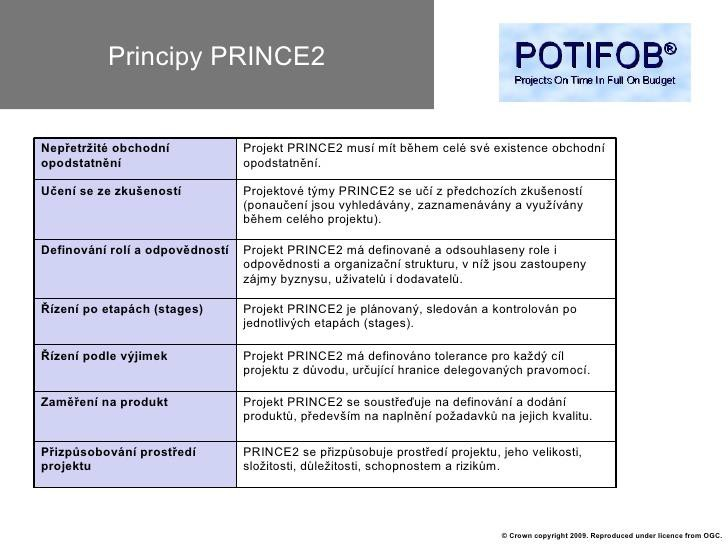 Principy PRINCE2
POTIFOB®
Projects On Time In Full On Budget
Nepřetržité obchodní
opodstatnění
Projekt PRINCE2 musí mít během celé své existence obchodní
opodstatnění.
Učení se ze zkušeností
Projektové týmy PRINCE2 se učí z předchozích zkušeností
(ponaučení jsou vyhledávány, zaznamenávány a využívány
během celého projektu).
Definování rolí a odpovědností
Projekt PRINCE2 má definované a odsouhlaseny role i
odpovědnosti a organizační strukturu, v níž jsou zastoupeny
zájmy byznysu, uživatelů i dodavatelů.
Řízení po etapách (stages)
Projekt PRINCE2 je plánovaný, sledován a kontrolován po
jednotlivých etapách (stages).
Řízení podle výjimek
Projekt PRINCE2 má definováno tolerance pro každý cíl
projektu z důvodu, určující hranice delegovaných pravomocí.
Zaměření na produkt
Projekt PRINCE2 se soustřeďuje na definování a dodání
produktů, především na naplnění požadavků na jejich kvalitu.
Přizpůsobování prostředí
projektu
PRINCE2 se přizpůsobuje prostředí projektu, jeho velikosti,
složitosti, důležitosti, schopnostem a rizikům.
© Crown copyright 2009. Reproduced under licence from OGC.